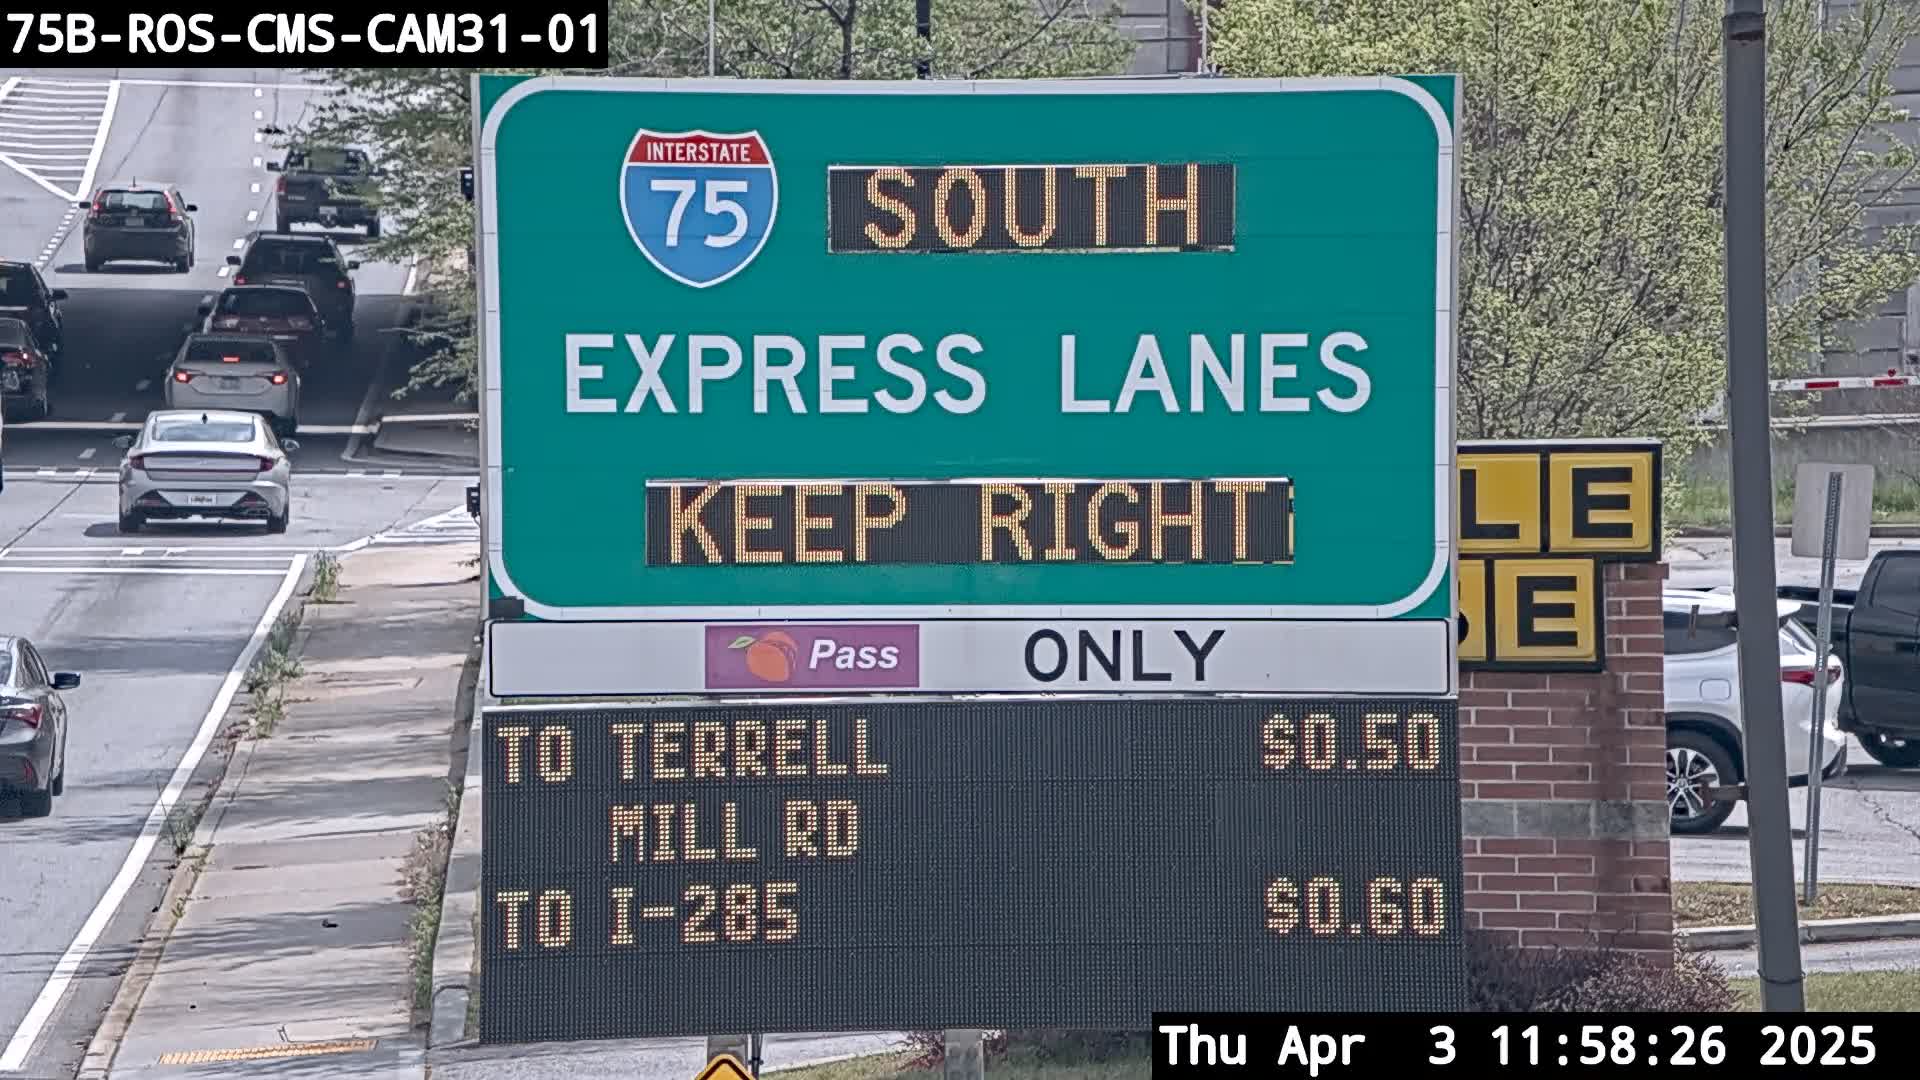 75B-ROS-CMS-CAM31-01
INTERSTATE
75 SOUTH
EXPRESS LANES
KEEP RIGHT
LE
E
Pass ONLY
TO TERRELL $0.50
MILL RD
TO I-285 $0.60
Thu Apr 3 11:58:26 2025